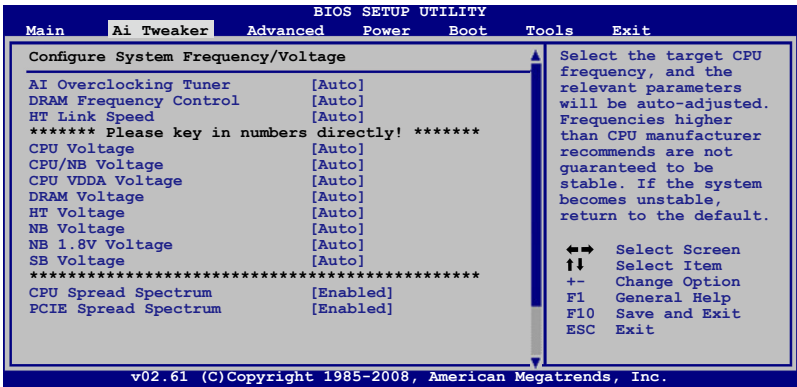 BIOS SETUP UTILITY
Main Ai Tweaker Advanced Power Boot Tools Exit
Configure System Frequency/Voltage
AI Overclocking Tuner [Auto]
DRAM Frequency Control [Auto]
HT Link Speed [Auto]
******* Please key in numbers directly! *******
CPU Voltage [Auto]
CPU/NB Voltage [Auto]
CPU VDDA Voltage [Auto]
DRAM Voltage [Auto]
HT Voltage [Auto]
NB Voltage [Auto]
NB 1.8V Voltage [Auto]
SB Voltage [Auto]
***********************************************
CPU Spread Spectrum [Enabled]
PCIE Spread Spectrum [Enabled]
Select the target CPU
frequency, and the
relevant parameters
will be auto-adjusted.
Frequencies higher
than CPU manufacturer
recommends are not
guaranteed to be
stable. If the system
becomes unstable,
return to the default.
←→ Select Screen
↑↓ Select Item
+- Change Option
F1 General Help
F10 Save and Exit
ESC Exit
v02.61 (C)Copyright 1985-2008, American Megatrends, Inc.